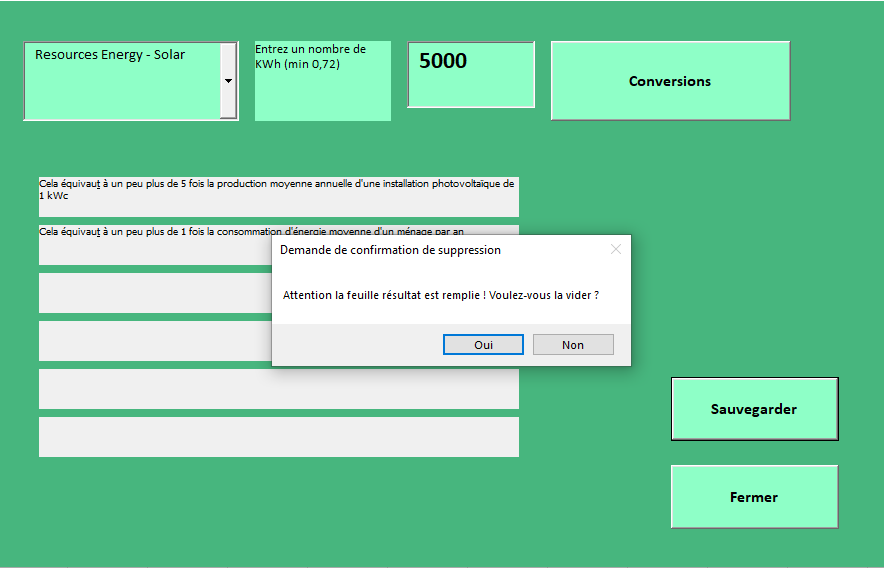 Resources Energy - Solar
Entrez un nombre de
KWh (min 0,72)
5000
Conversions
Cela équivaut à un peu plus de 5 fois la production moyenne annuelle d'une installation photovoltaïque de
1 kWc
Cela équivaut à un peu plus de 1 fois la consommation d'énergie moyenne d'un ménage par an
Demande de confirmation de suppression
Attention la feuille résultat est remplie ! Voulez-vous la vider ?
Oui
Non
Sauvegarder
Fermer